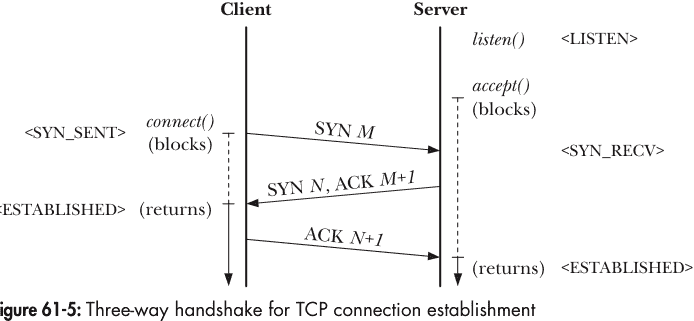 Client Server
listen() <LISTEN>
accept()
(blocks)
connect()
<SYN_SENT>
(blocks)
SYN M
<SYN_RECV>
SYN N, ACK M+1
<ESTABLISHED> (returns)
ACK N+1
(returns) <ESTABLISHED>
igure 61-5: Three-way handshake for TCP connection establishment